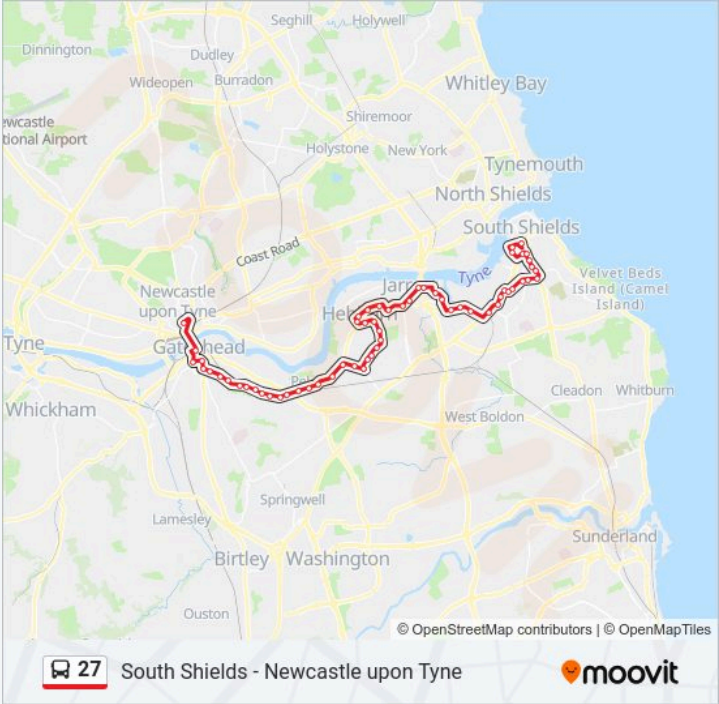 Seghill
Holywell
Dinnington
Dudley
Wideopen
Burradon
Whitley Bay
ewcastle
tional Airport
Shiremoor
Holystone
New York
Tynemouth
North Shields
South Shields
Coast Road
Tyne
Velvet Beds
Island (Camel
Island)
Jarr
Newcastle
upon Tyne
Heb
Tyne
Gat head
Pel
Whickham
Cleadon
Whitburn
West Boldon
Springwell
Lamesley
Sunderland
Birtley
Washington
Ouston
© OpenStreetMap contributors | © OpenMapTiles
27
South Shields - Newcastle upon Tyne
moovit